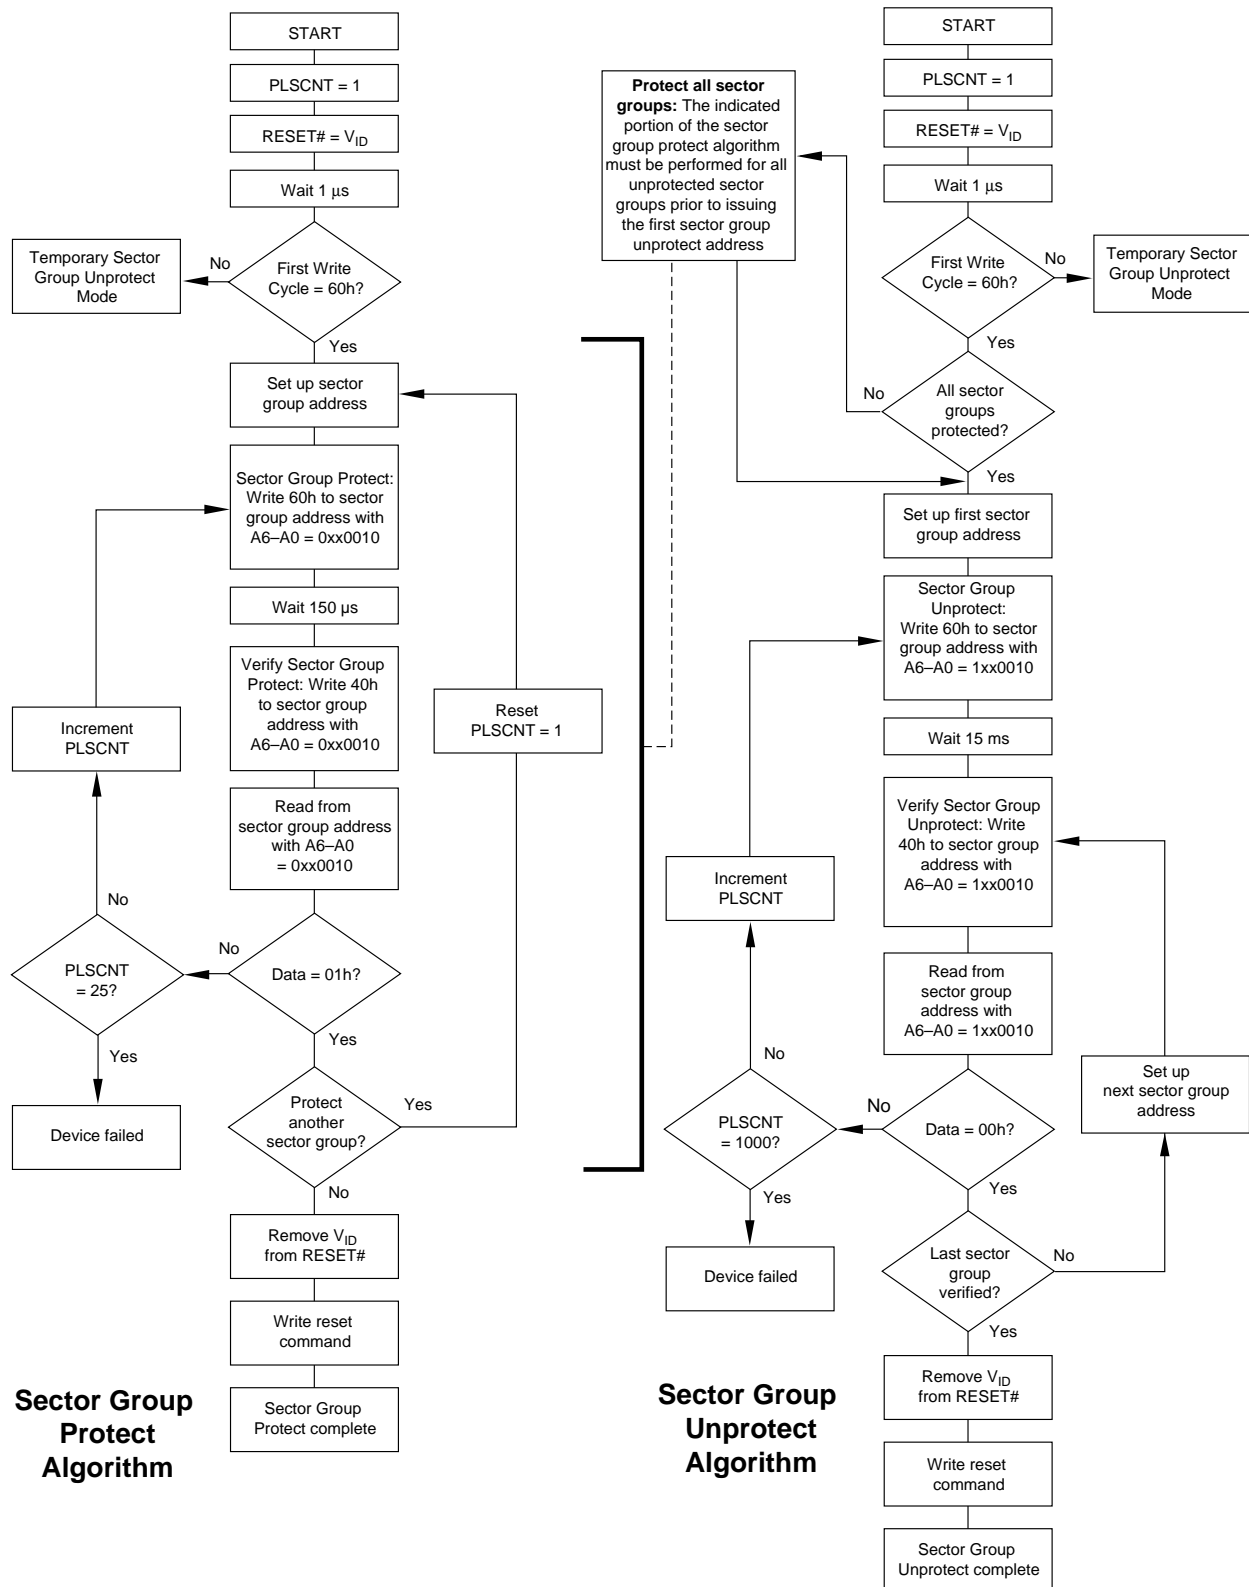 START
PLSCNT = 1
RESET# = VID
Wait 1 μs
First Write
Cycle = 60h?
No
Temporary Sector
Group Unprotect
Mode
Yes
Set up sector
group address
Sector Group Protect:
Write 60h to sector
group address with
A6–A0 = 0xx0010
Wait 150 µs
Verify Sector Group
Protect: Write 40h
to sector group
address with
A6–A0 = 0xx0010
Increment
PLSCNT
Reset
PLSCNT = 1
Read from
sector group address
with A6–A0
= 0xx0010
No
No
PLSCNT
= 25?
Data = 01h?
Yes
Yes
Device failed
Protect
another
sector group?
Yes
No
Remove VID
from RESET#
Write reset
command
Sector Group
Protect complete
Sector Group
Protect
Algorithm
START
PLSCNT = 1
RESET# = VID
Wait 1 μs
Protect all sector
groups: The indicated
portion of the sector
group protect algorithm
must be performed for all
unprotected sector
groups prior to issuing
the first sector group
unprotect address
First Write
Cycle = 60h?
No
Temporary Sector
Group Unprotect
Mode
Yes
No
All sector
groups
protected?
Yes
Set up first sector
group address
Sector Group
Unprotect:
Write 60h to sector
group address with
A6–A0 = 1xx0010
Wait 15 ms
Verify Sector Group
Unprotect: Write
40h to sector group
address with
A6–A0 = 1xx0010
Increment
PLSCNT
Read from
sector group
address with
A6–A0 = 1xx0010
No
No
Set up
next sector group
address
PLSCNT
= 1000?
Data = 00h?
Yes
Yes
Device failed
Last sector
group
verified?
No
Yes
Remove VID
from RESET#
Write reset
command
Sector Group
Unprotect complete
Sector Group
Unprotect
Algorithm